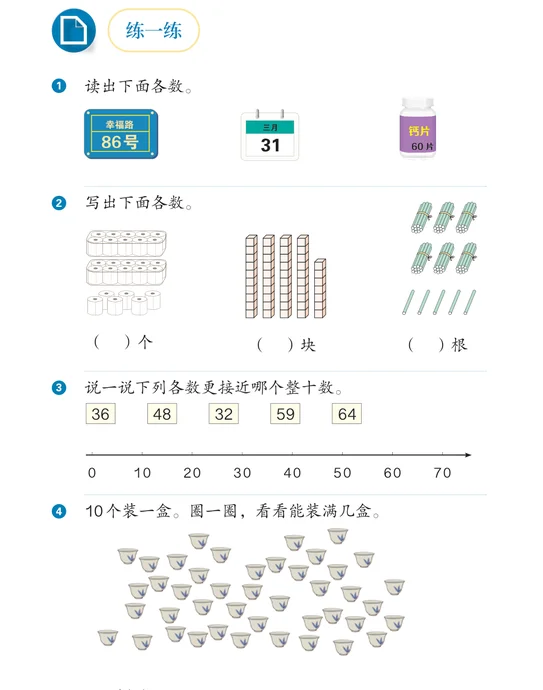 练一练
1 读出下面各数。
幸福路
86号
三月
31
钙片
60片
2 写出下面各数。
（ ）个 （ ）块 （ ）根
3 说一说下列各数更接近哪个整十数。
36 48 32 59 64
0 10 20 30 40 50 60 70
4 10个装一盒。圈一圈，看看能装满几盒。